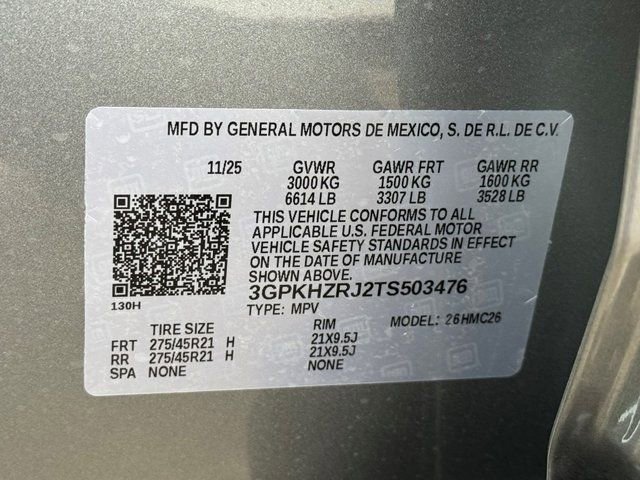 MFD BY GENERAL MOTORS DE MEXICO, S. DE R.L. DE C.V.
11/25 GVWR GAWR FRT GAWR RR
3000 KG 1500 KG 1600 KG
6614 LB 3307 LB 3528 LB
THIS VEHICLE CONFORMS TO ALL
APPLICABLE U.S. FEDERAL MOTOR
VEHICLE SAFETY STANDARDS IN EFFECT
ON THE DATE OF MANUFACTURE
SHOWN ABOVE.
3GPKHZRJ2TS503476
130H
TYPE: MPV MODEL: 26HMC26
TIRE SIZE RIM
FRT 275/45R21 H 21X9.5J
RR 275/45R21 H 21X9.5J
SPA NONE NONE